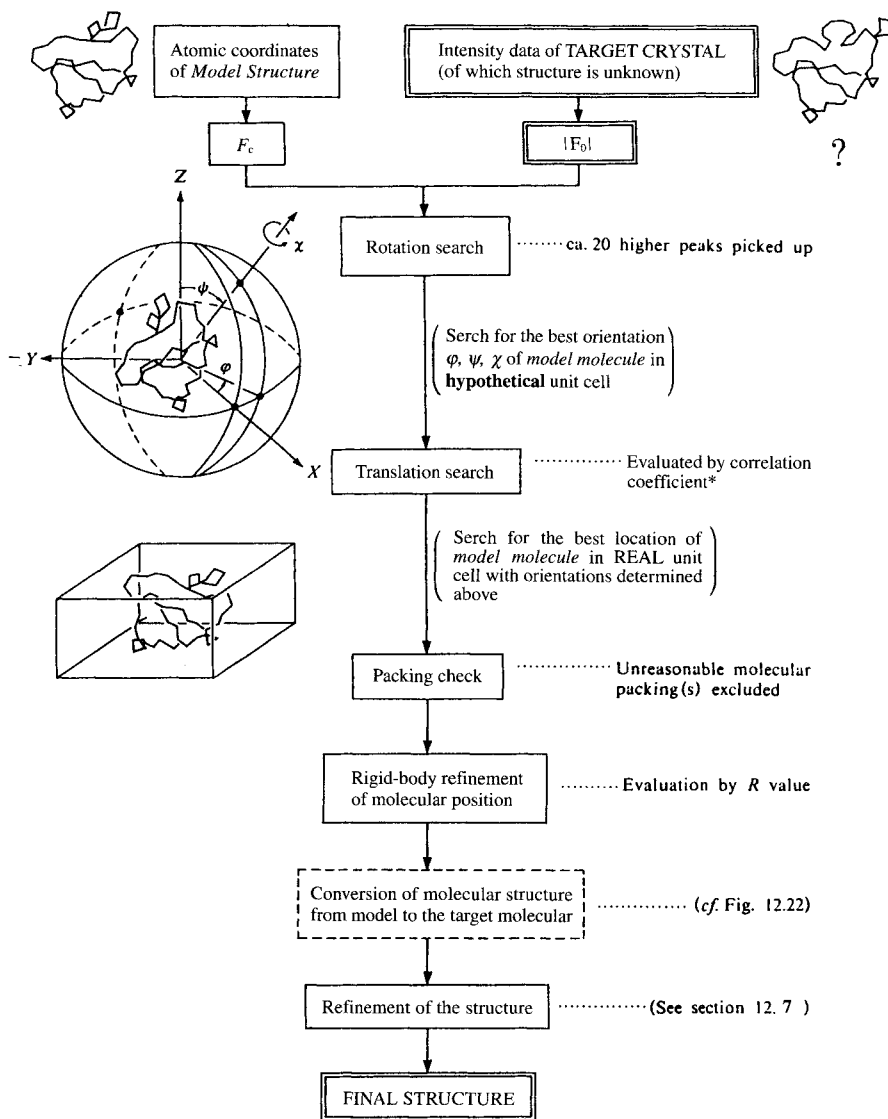 Atomic coordinates
of Model Structure
Intensity data of TARGET CRYSTAL
(of which structure is unknown)
Fc
|F0|
?
Z
χ
ψ
φ
– Y
X
Rotation search
ca. 20 higher peaks picked up
Serch for the best orientation
φ, ψ, χ of model molecule in
hypothetical unit cell
Translation search
Evaluated by correlation
coefficient*
Serch for the best location of
model molecule in REAL unit
cell with orientations determined
above
Packing check
Unreasonable molecular
packing(s) excluded
Rigid-body refinement
of molecular position
Evaluation by R value
Conversion of molecular structure
from model to the target molecular
(cf. Fig. 12.22)
Refinement of the structure
(See section 12. 7 )
FINAL STRUCTURE